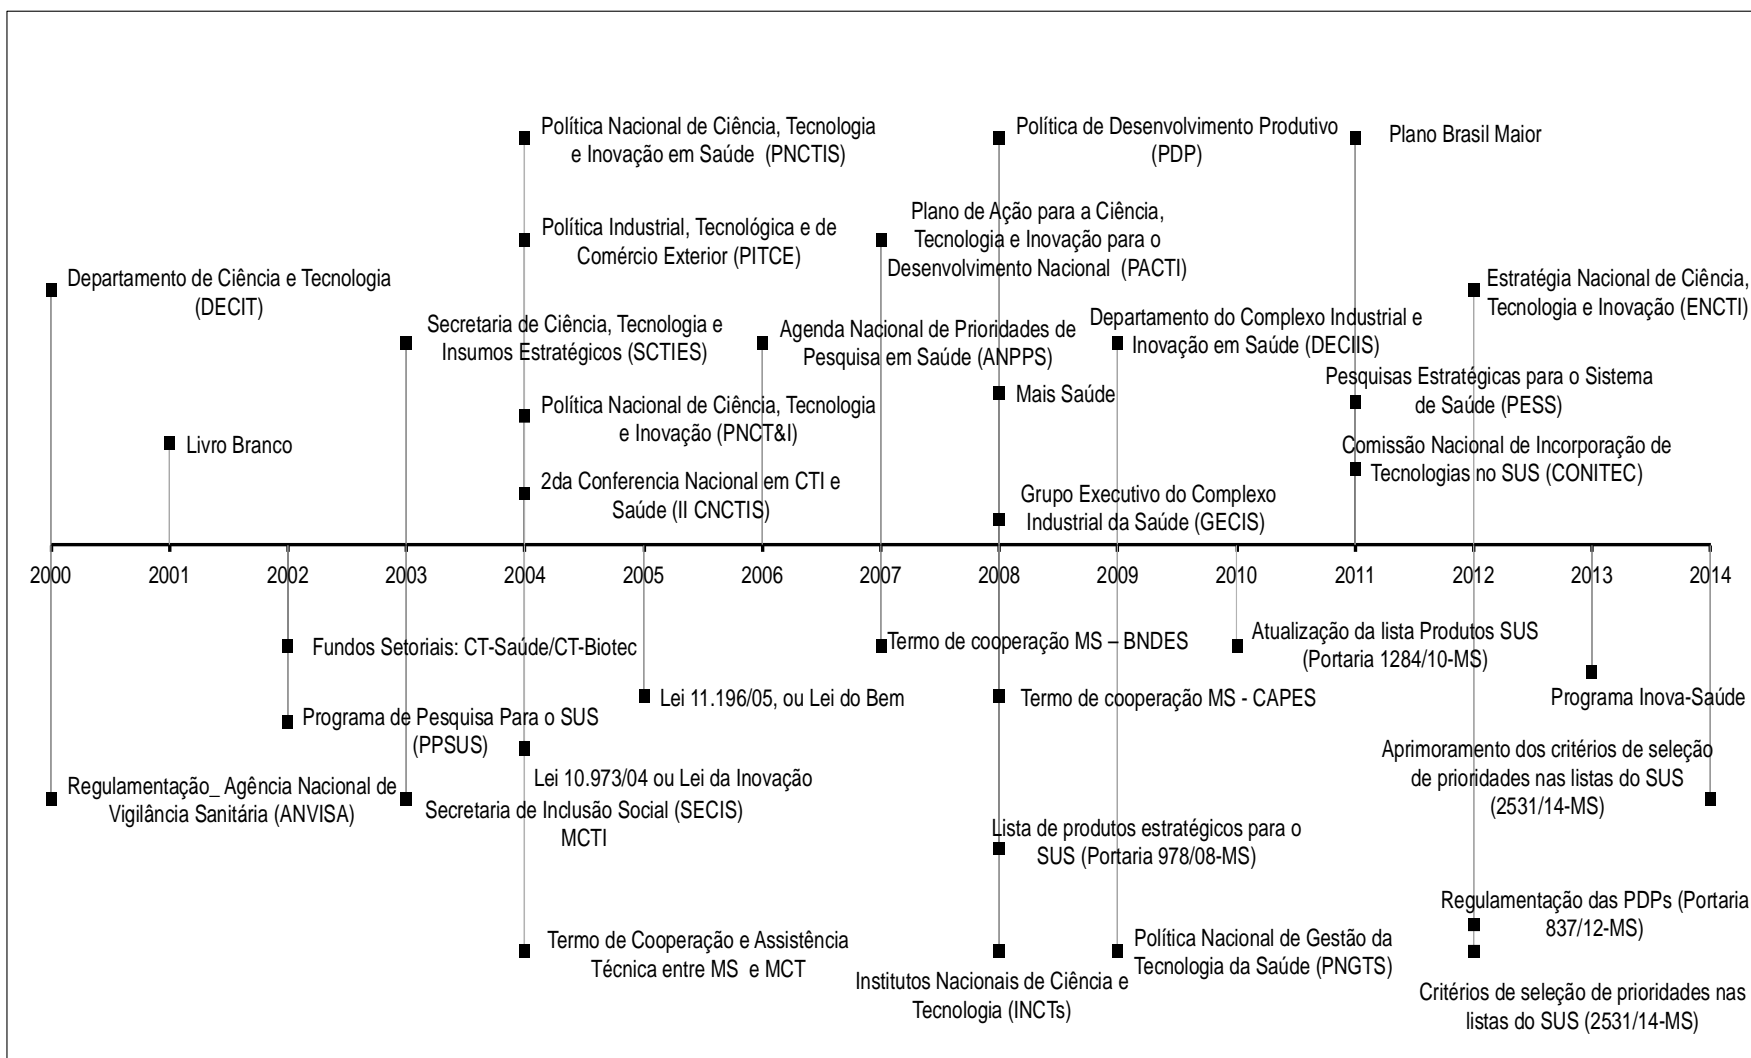 Política Nacional de Ciência, Tecnologia
e Inovação em Saúde (PNCTIS)
Política de Desenvolvimento Produtivo
(PDP)
Plano Brasil Maior
Política Industrial, Tecnológica e de
Comércio Exterior (PITCE)
Plano de Ação para a Ciência,
Tecnologia e Inovação para o
Desenvolvimento Nacional (PACTI)
Departamento de Ciência e Tecnologia
(DECIT)
Estratégia Nacional de Ciência,
Tecnologia e Inovação (ENCTI)
Secretaria de Ciência, Tecnologia e
Insumos Estratégicos (SCTIES)
Agenda Nacional de Prioridades de
Pesquisa em Saúde (ANPPS)
Departamento do Complexo Industrial e
Inovação em Saúde (DECIIS)
Mais Saúde
Pesquisas Estratégicas para o Sistema
de Saúde (PESS)
Política Nacional de Ciência, Tecnologia
e Inovação (PNCT&I)
Livro Branco
Comissão Nacional de Incorporação de
Tecnologias no SUS (CONITEC)
2da Conferencia Nacional em CTI e
Saúde (II CNCTIS)
Grupo Executivo do Complexo
Industrial da Saúde (GECIS)
2000 2001 2002 2003 2004 2005 2006 2007 2008 2009 2010 2011 2012 2013 2014
Fundos Setoriais: CT-Saúde/CT-Biotec
Termo de cooperação MS – BNDES
Atualização da lista Produtos SUS
(Portaria 1284/10-MS)
Lei 11.196/05, ou Lei do Bem
Termo de cooperação MS - CAPES
Programa Inova-Saúde
Programa de Pesquisa Para o SUS
(PPSUS)
Lei 10.973/04 ou Lei da Inovação
Aprimoramento dos critérios de seleção
de prioridades nas listas do SUS
(2531/14-MS)
Regulamentação_ Agência Nacional de
Vigilância Sanitária (ANVISA)
Secretaria de Inclusão Social (SECIS)
MCTI
Lista de produtos estratégicos para o
SUS (Portaria 978/08-MS)
Regulamentação das PDPs (Portaria
837/12-MS)
Termo de Cooperação e Assistência
Técnica entre MS e MCT
Institutos Nacionais de Ciência e
Tecnologia (INCTs)
Política Nacional de Gestão da
Tecnologia da Saúde (PNGTS)
Critérios de seleção de prioridades nas
listas do SUS (2531/14-MS)